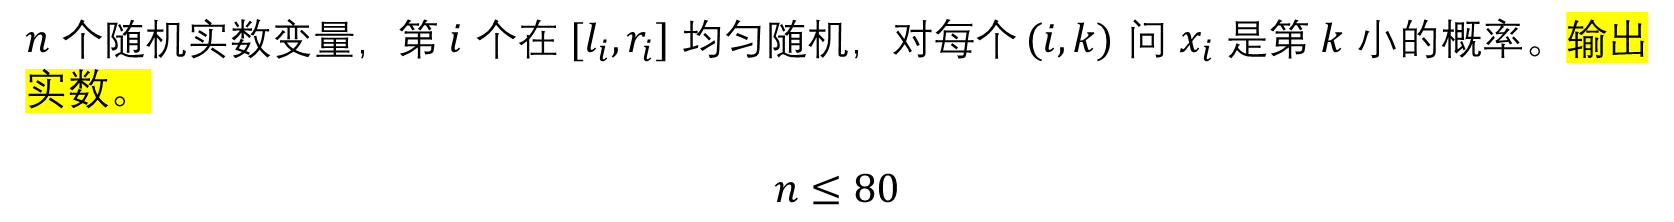 n 个随机实数变量，第 i 个在 [l_i, r_i] 均匀随机，对每个 (i, k) 问 x_i 是第 k 小的概率。输出
实数。
n ≤ 80